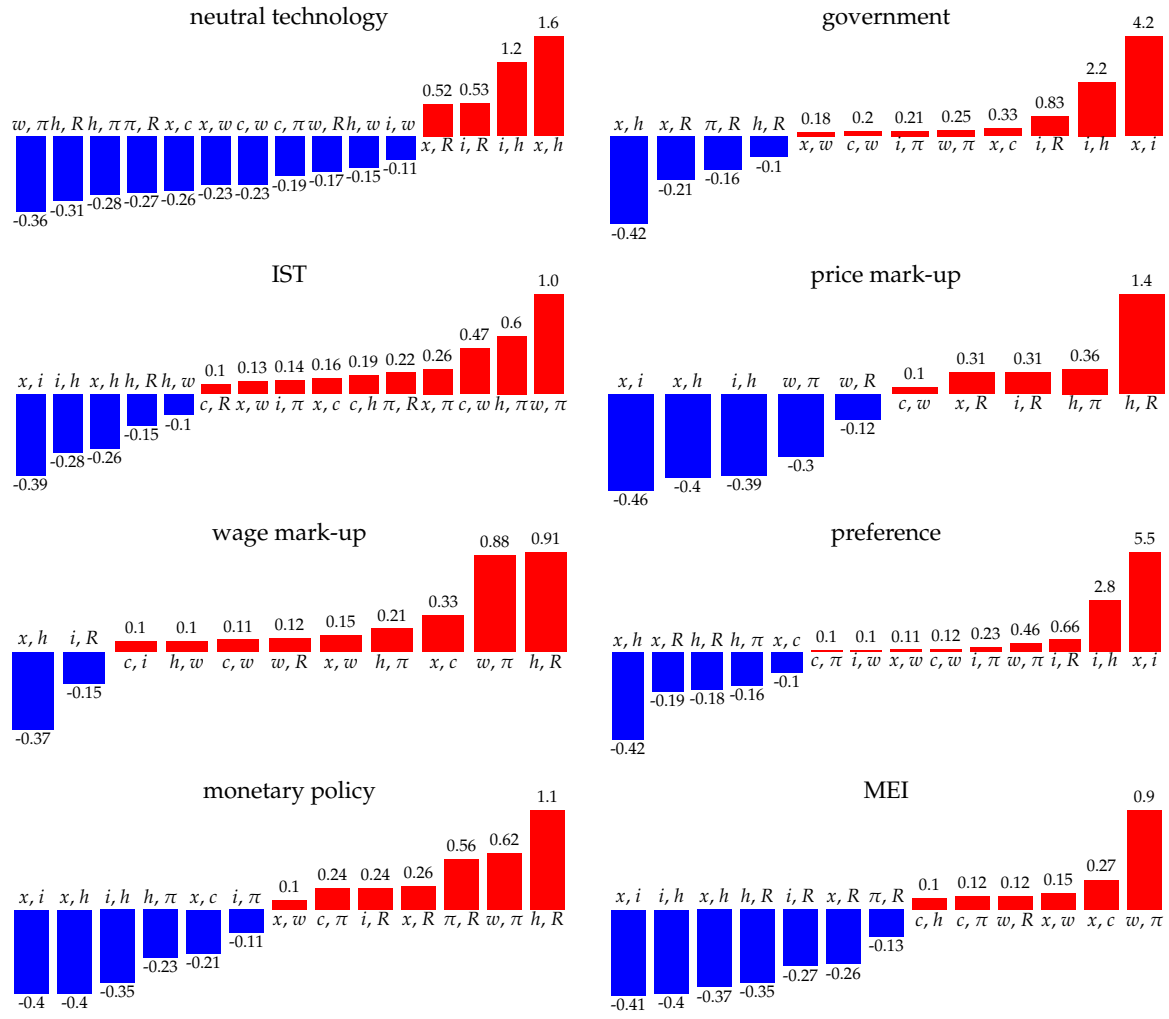 neutral technology
1.6
1.2
0.52 0.53
w, π h, R h, π π, R x, c x, w c, w c, π w, R h, w i, w
x, R i, R i, h x, h
-0.36 -0.31 -0.28 -0.27 -0.26 -0.23 -0.23 -0.19 -0.17 -0.15 -0.11
government
4.2
2.2
0.18 0.2 0.21 0.25 0.33 0.83
x, h x, R π, R h, R
x, w c, w i, π w, π x, c i, R i, h x, i
-0.42 -0.21 -0.16 -0.1
IST
1.0
0.1 0.13 0.14 0.16 0.19 0.22 0.26 0.47 0.6
x, i i, h x, h h, R h, w
c, R x, w i, π x, c c, h π, R x, π c, w h, π w, π
-0.39 -0.28 -0.26 -0.15 -0.1
price mark-up
1.4
0.1 0.31 0.31 0.36
x, i x, h i, h w, π w, R
c, w x, R i, R h, π h, R
-0.46 -0.4 -0.39 -0.3 -0.12
wage mark-up
0.1 0.1 0.11 0.12 0.15 0.21 0.33 0.88 0.91
x, h i, R
c, i h, w c, w w, R x, w h, π x, c w, π h, R
-0.37 -0.15
preference
5.5
2.8
0.1 0.1 0.11 0.12 0.23 0.46 0.66
x, h x, R h, R h, π x, c
c, π i, w x, w c, w i, π w, π i, R i, h x, i
-0.42 -0.19 -0.18 -0.16 -0.1
monetary policy
1.1
0.1 0.24 0.24 0.26 0.56 0.62
x, i x, h i, h h, π x, c i, π
x, w c, π i, R x, R π, R w, π h, R
-0.4 -0.4 -0.35 -0.23 -0.21 -0.11
MEI
0.9
0.1 0.12 0.12 0.15 0.27
x, i i, h x, h h, R i, R x, R π, R
c, h c, π w, R x, w x, c w, π
-0.41 -0.4 -0.37 -0.35 -0.27 -0.26 -0.13